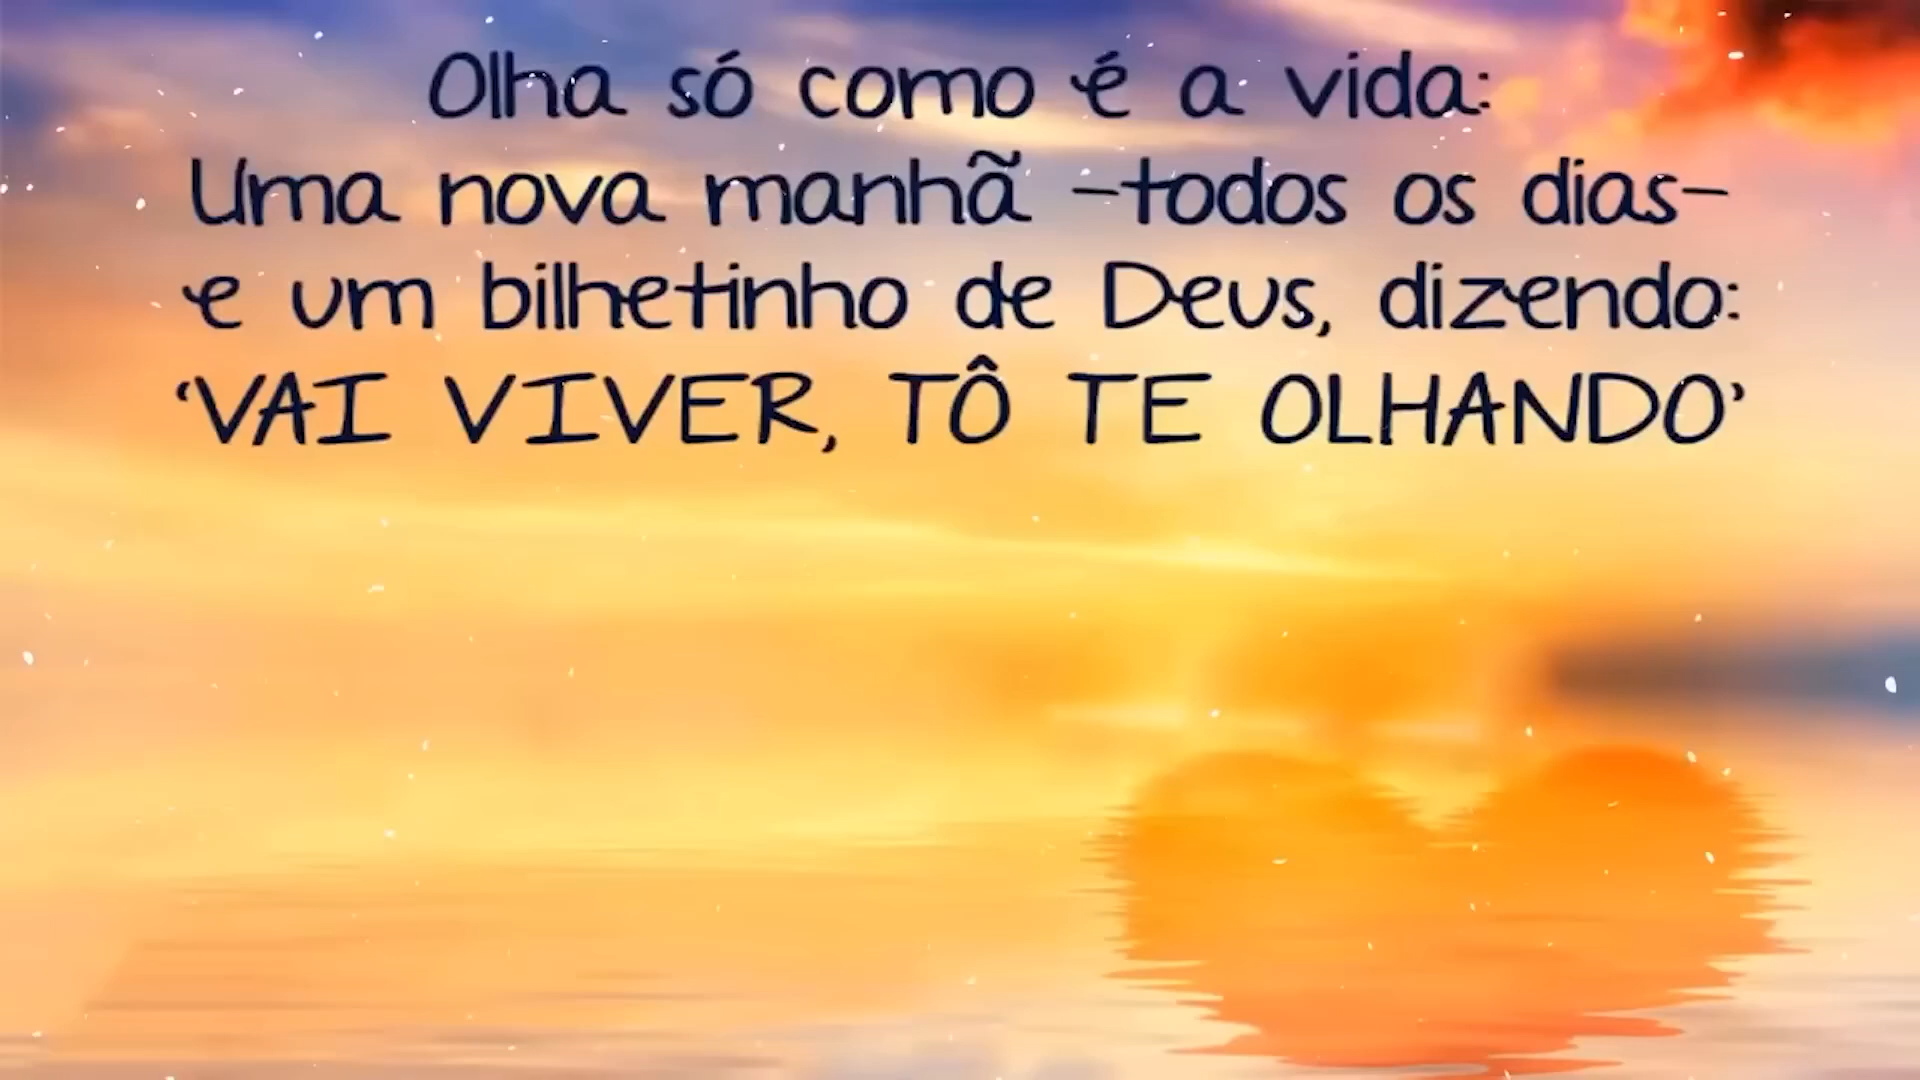 Olha só como é a vida:
Uma nova manhã -todos os dias-
e um bilhetinho de Deus, dizendo:
‘VAI VIVER, TÔ TE OLHANDO’